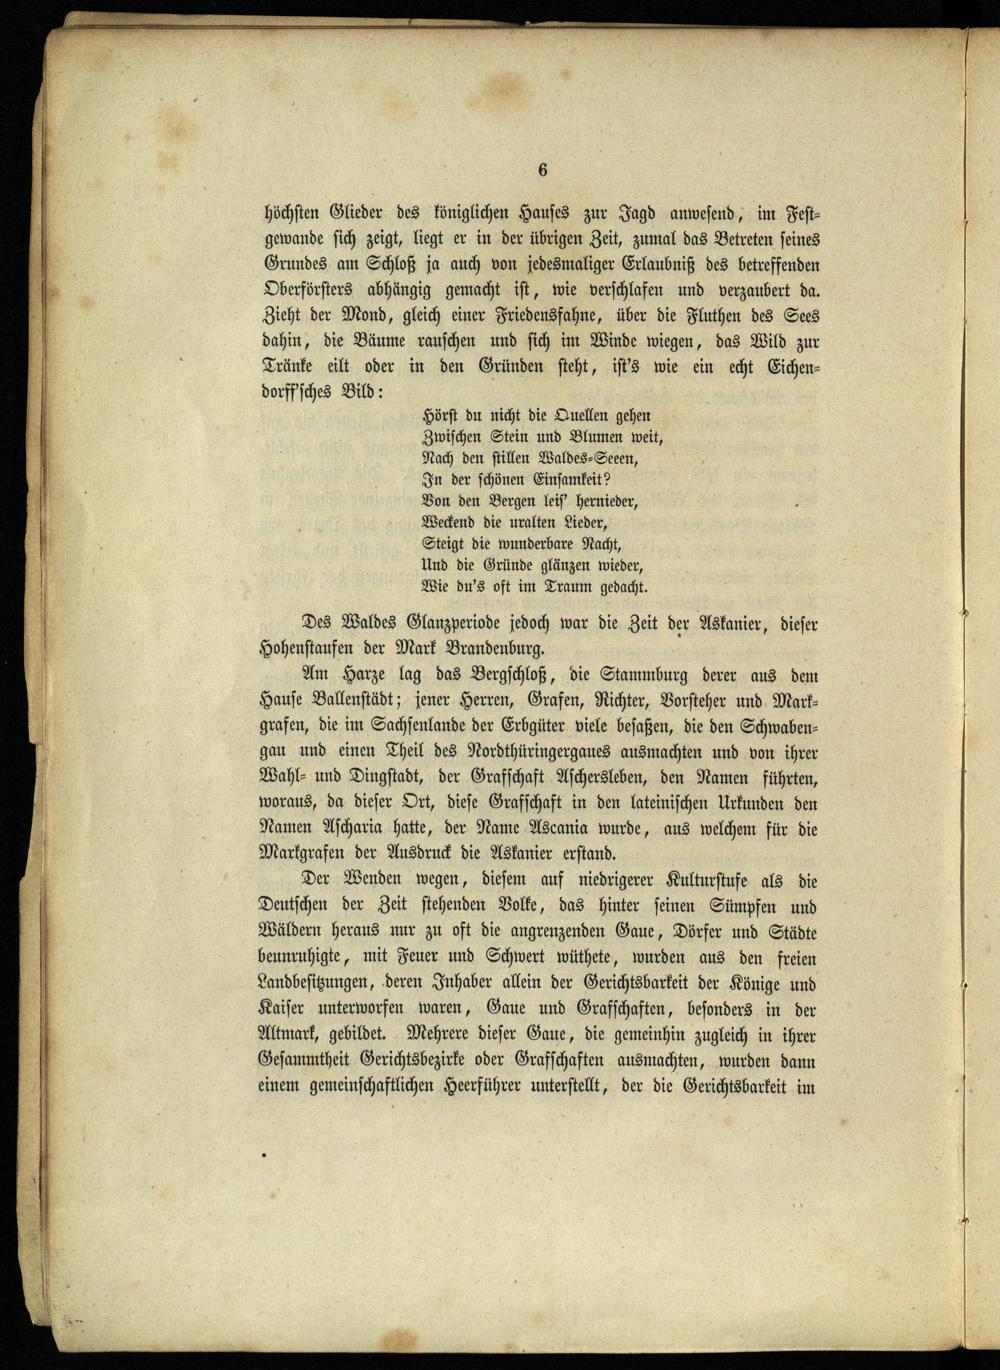 6
höchsten Glieder des königlichen Hauses zur Jagd anwesend, im Fest-
gewande sich zeigt, liegt er in der übrigen Zeit, zumal das Betreten seines
Grundes am Schloß ja auch von jedesmaliger Erlaubniß des betreffenden
Oberförsters abhängig gemacht ist, wie verschlafen und verzaubert da.
Zieht der Mond, gleich einer Friedensfahne, über die Fluthen des Sees
dahin, die Bäume rauschen und sich im Winde wiegen, das Wild zur
Tränke eilt oder in den Gründen steht, ist's wie ein echt Eichen-
dorff'sches Bild:
Hörst du nicht die Quellen gehen
Zwischen Stein und Blumen weit,
Nach den stillen Waldes-Seeen,
In der schönen Einsamkeit?
Von den Bergen leis' hernieder,
Weckend die uralten Lieder,
Steigt die wunderbare Nacht,
Und die Gründe glänzen wieder,
Wie du's oft im Traum gedacht.
Des Waldes Glanzperiode jedoch war die Zeit der Askanier, dieser
Hohenstaufen der Mark Brandenburg.
Am Harze lag das Bergschloß, die Stammburg derer aus dem
Hause Ballenstädt; jener Herren, Grafen, Richter, Vorsteher und Mark-
grafen, die im Sachsenlande der Erbgüter viele besaßen, die den Schwaben-
gau und einen Theil des Nordthüringergaues ausmachten und von ihrer
Wahl- und Dingstadt, der Grafschaft Aschersleben, den Namen führten,
woraus, da dieser Ort, diese Grafschaft in den lateinischen Urkunden den
Namen Ascharia hatte, der Name Ascania wurde, aus welchem für die
Markgrafen der Ausdruck die Askanier erstand.
Der Wenden wegen, diesem auf niedrigerer Kulturstufe als die
Deutschen der Zeit stehenden Volke, das hinter seinen Sümpfen und
Wäldern heraus nur zu oft die angrenzenden Gaue, Dörfer und Städte
beunruhigte, mit Feuer und Schwert wüthete, wurden aus den freien
Landbesitzungen, deren Inhaber allein der Gerichtsbarkeit der Könige und
Kaiser unterworfen waren, Gaue und Grafschaften, besonders in der
Altmark, gebildet. Mehrere dieser Gaue, die gemeinhin zugleich in ihrer
Gesammtheit Gerichtsbezirke oder Grafschaften ausmachten, wurden dann
einem gemeinschaftlichen Heerführer unterstellt, der die Gerichtsbarkeit im